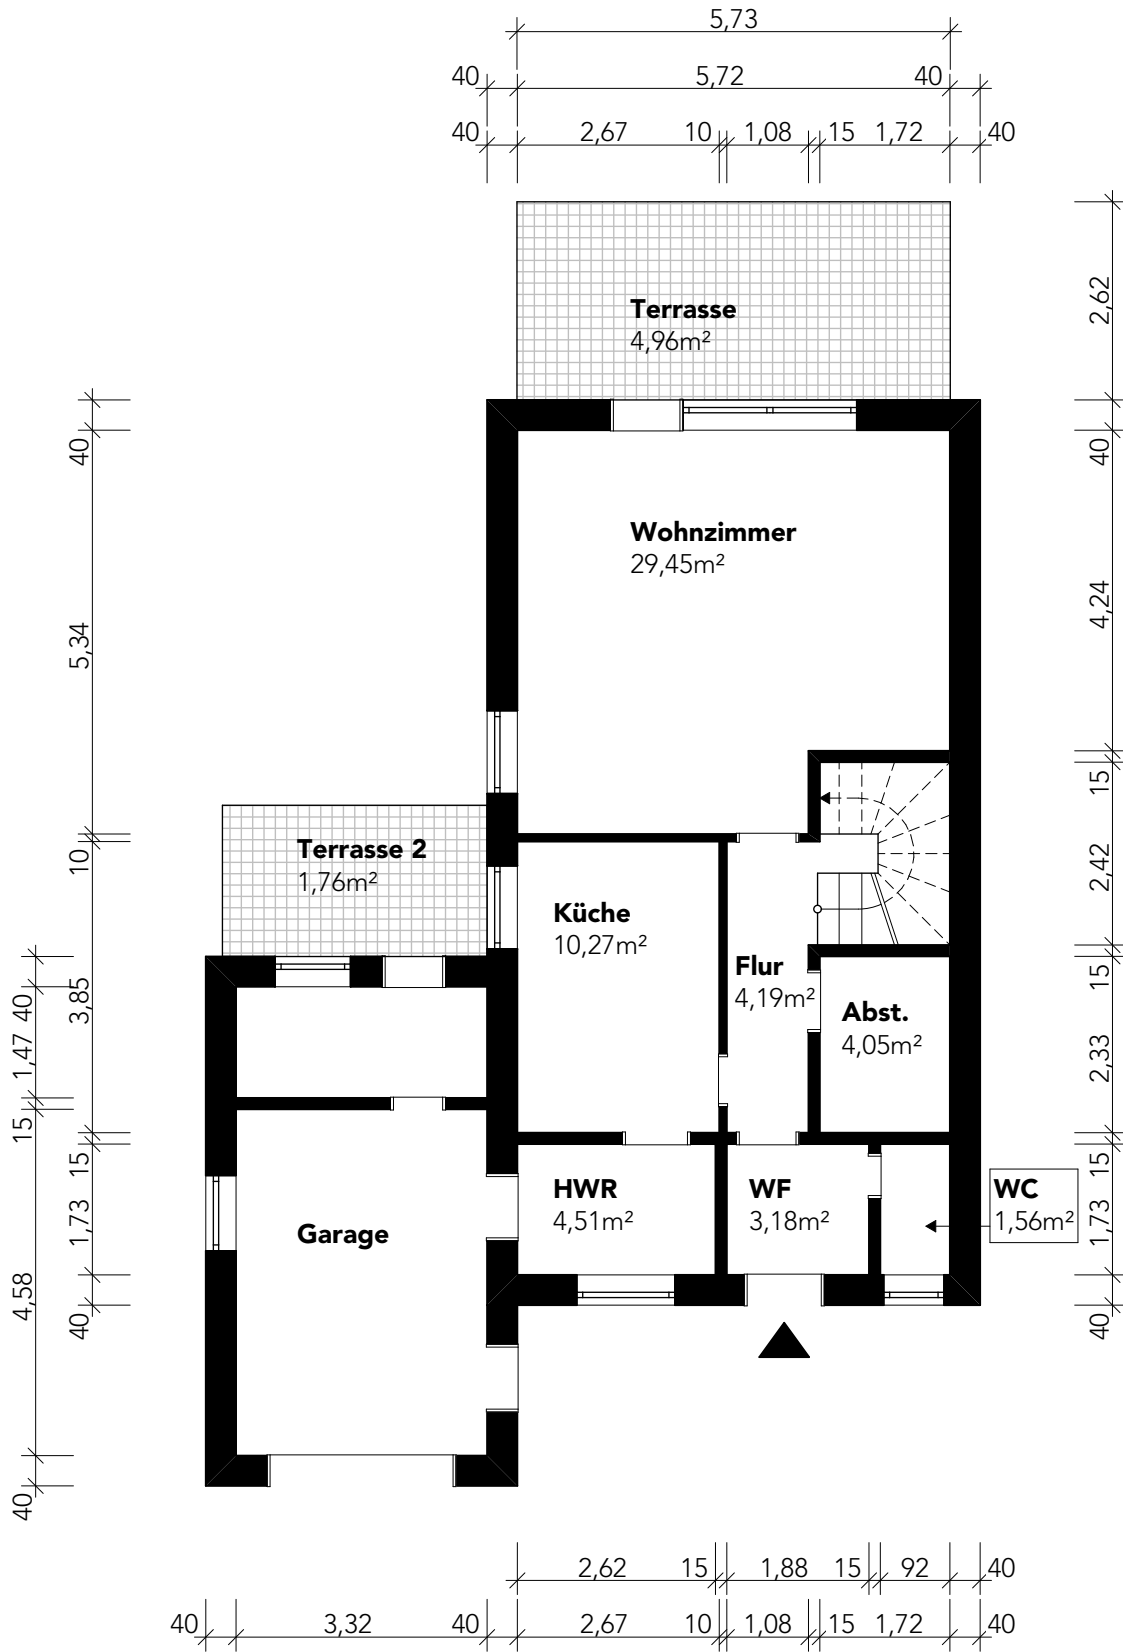 5,73
40 5,72 40
40 2,67 10 1,08 15 1,72 40
Terrasse
4,96m²
2,62
40
5,34
10
3,85
15
1,73
40
40
1,47
15
4,58
40
Wohnzimmer
29,45m²
40
4,24
15
2,42
15
2,33
15
1,73
40
Terrasse 2
1,76m²
Küche
10,27m²
Flur
4,19m²
Abst.
4,05m²
HWR
4,51m²
WF
3,18m²
WC
1,56m²
Garage
2,62 15 1,88 15 92 40
40 3,32 40 2,67 10 1,08 15 1,72 40